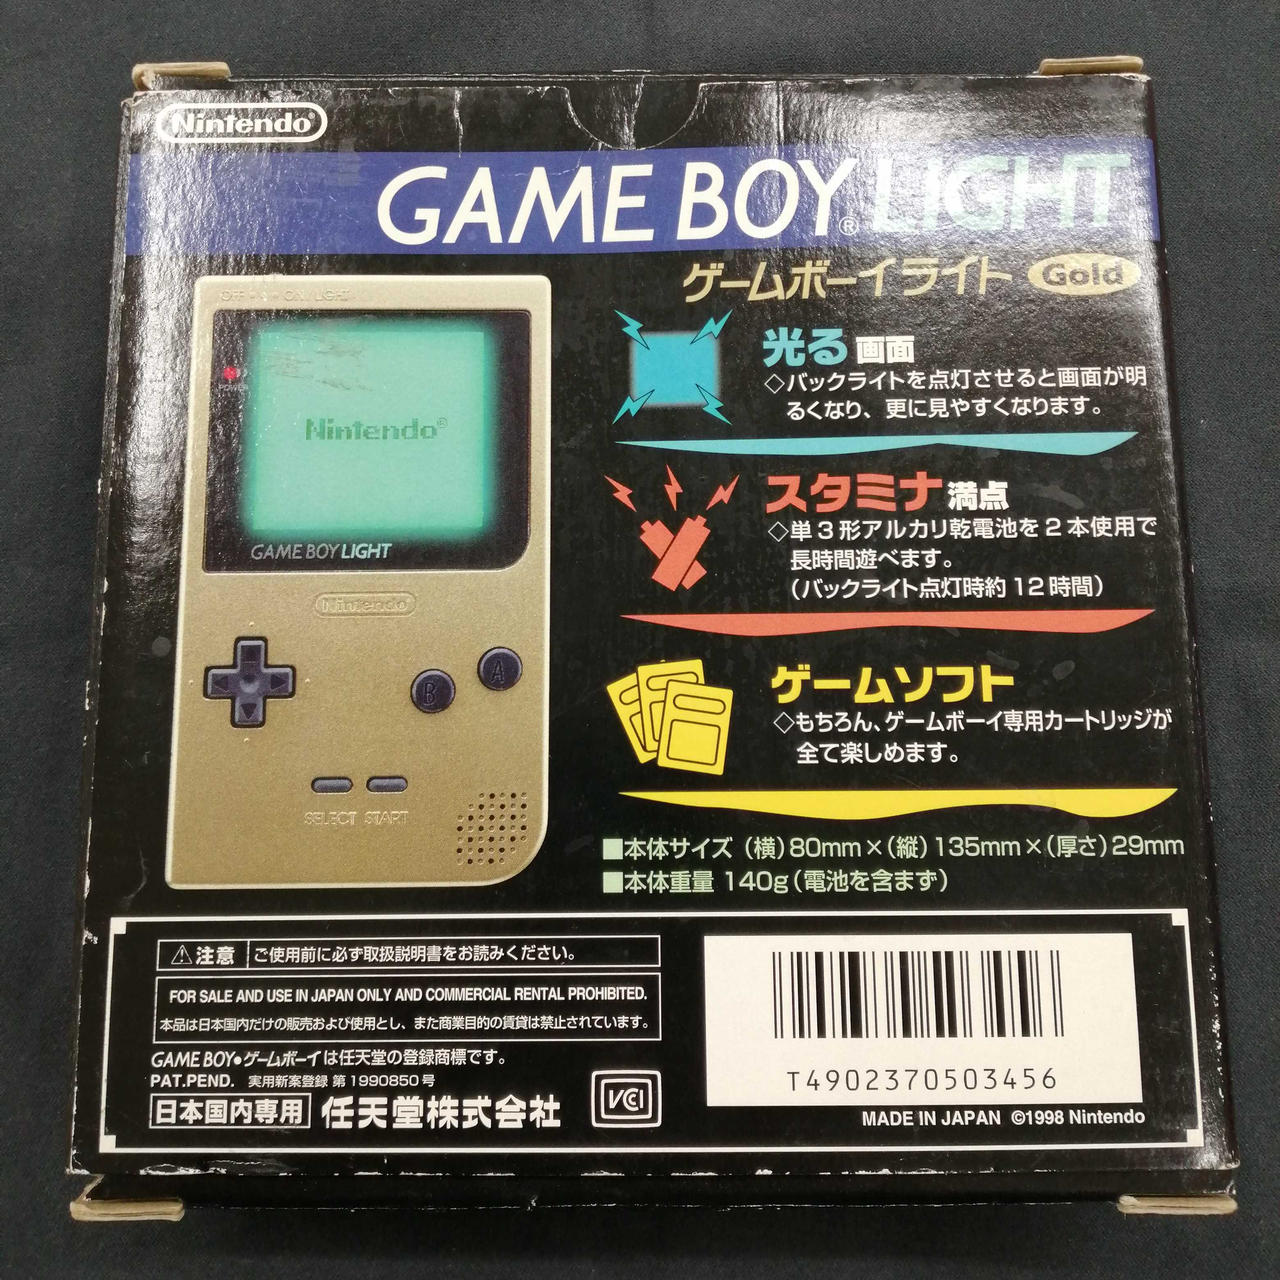 Nintendo®
GAME BOY® LIGHT
ゲームボーイライト Gold
OFF ON LIGHT
POWER
Nintendo®
GAME BOY LIGHT
Nintendo
B
A
SELECT START
光る画面
◇バックライトを点灯させると画面が明
るくなり、更に見やすくなります。
スタミナ満点
◇単3形アルカリ乾電池を2本使用で
長時間遊べます。
(バックライト点灯時約12時間)
ゲームソフト
◇もちろん、ゲームボーイ専用カートリッジが
全て楽しめます。
■本体サイズ (横)80mm×(縦)135mm×(厚さ)29mm
■本体重量 140g(電池を含まず)
⚠注意 ご使用前に必ず取扱説明書をお読みください。
FOR SALE AND USE IN JAPAN ONLY AND COMMERCIAL RENTAL PROHIBITED.
本品は日本国内だけの販売および使用とし、また商業目的の賃貸は禁止されています。
GAME BOY・ゲームボーイは任天堂の登録商標です。
PAT.PEND. 実用新案登録 第1990850号
日本国内専用 任天堂株式会社
VCI
T4902370503456
MADE IN JAPAN ©1998 Nintendo